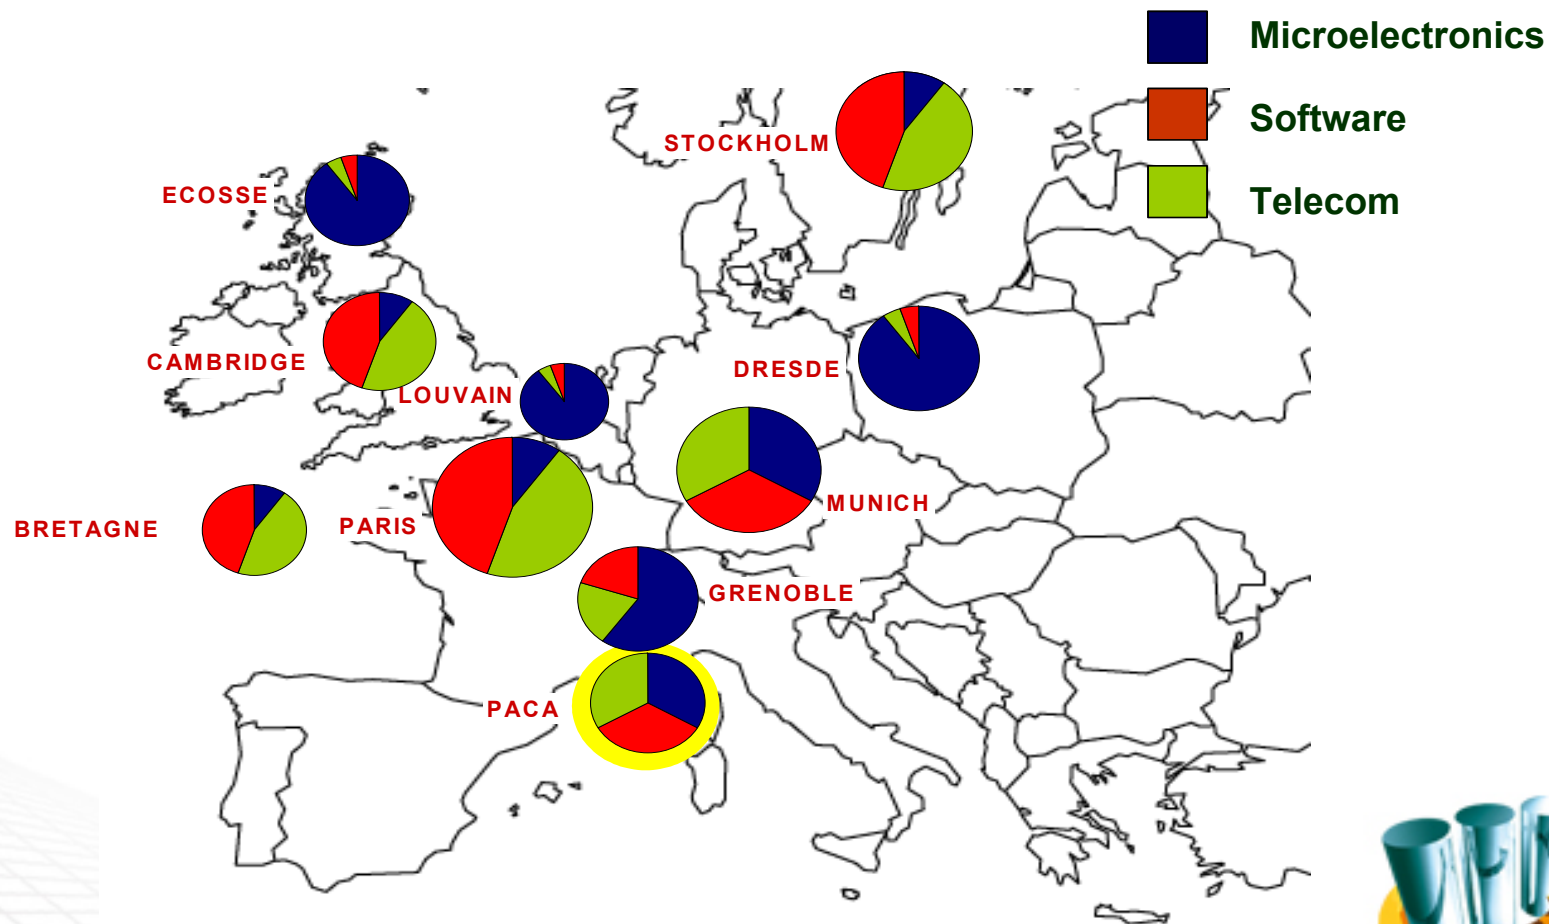 Microelectronics
Software
STOCKHOLM
ECOSSE
Telecom
CAMBRIDGE
DRESDE
LOUVAIN
MUNICH
BRETAGNE
PARIS
GRENOBLE
PACA